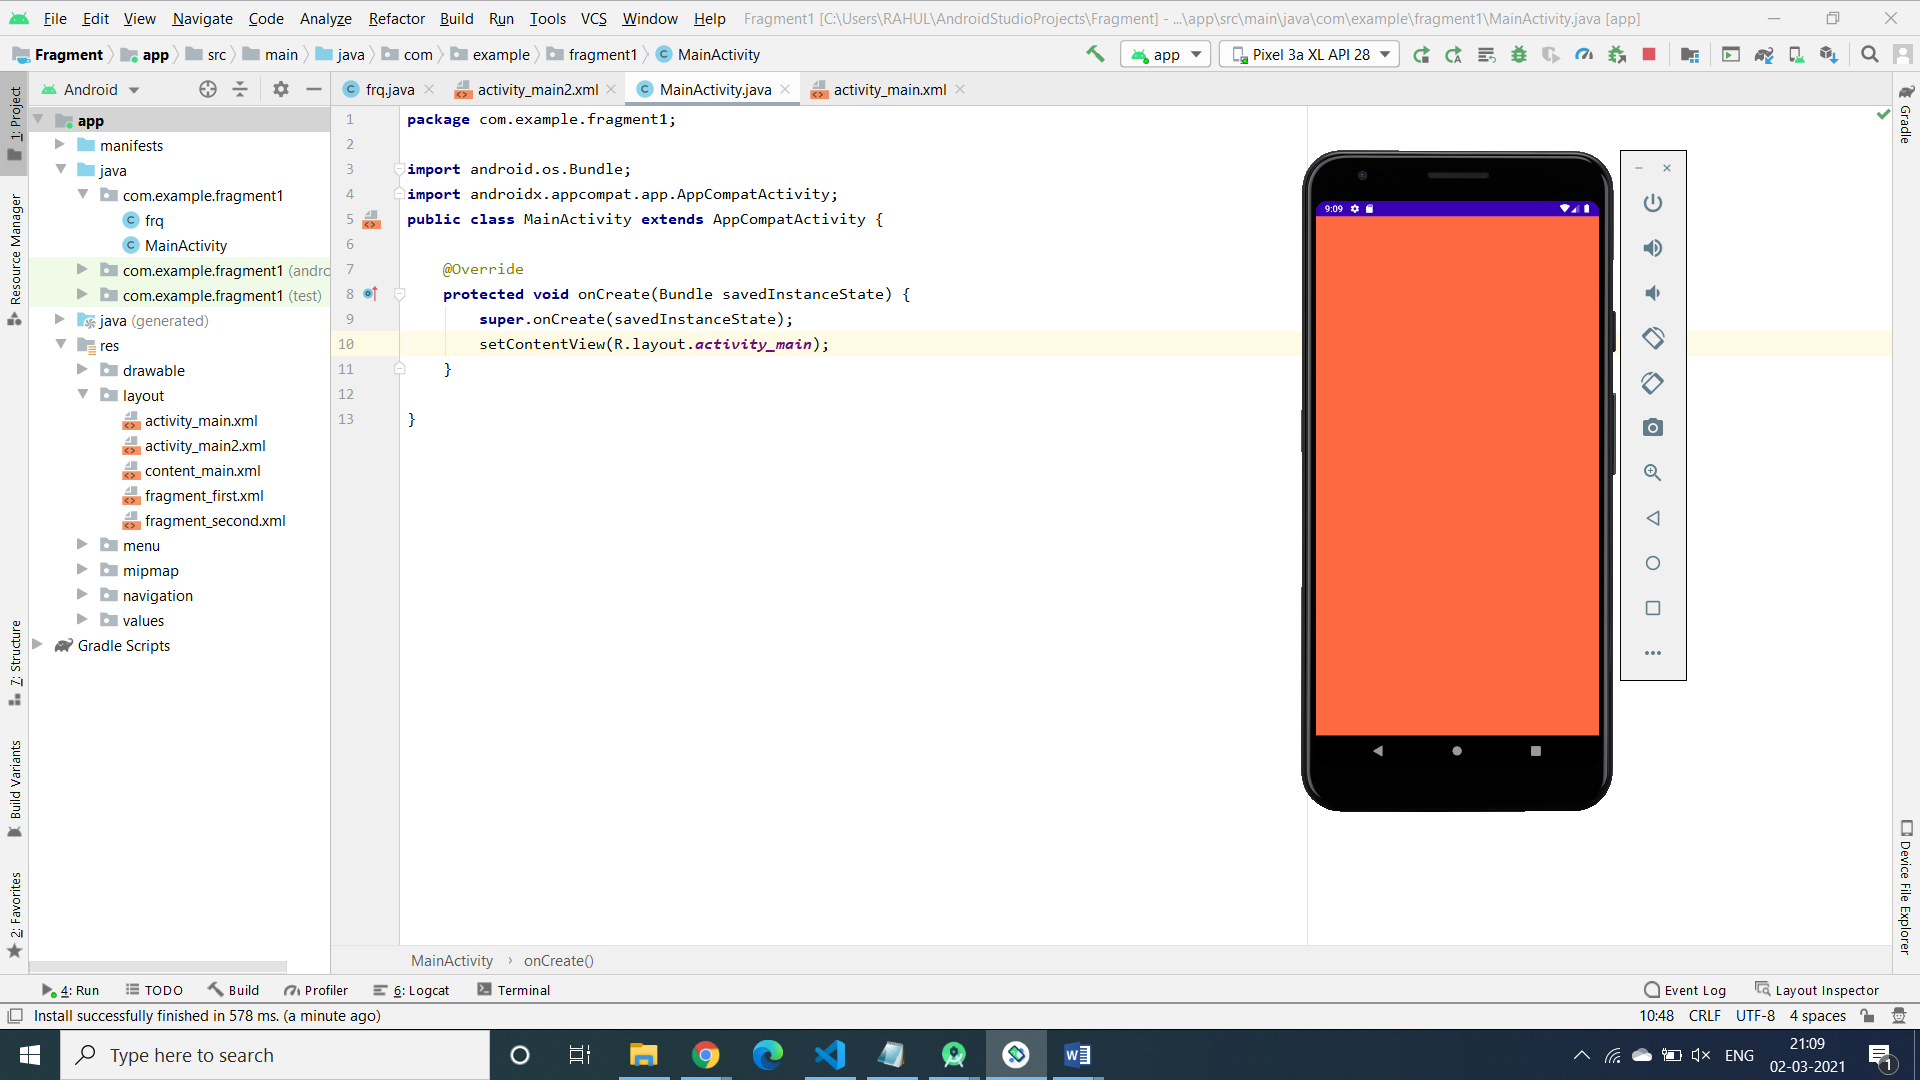 File Edit View Navigate Code Analyze Refactor Build Run Tools VCS Window Help Fragment1 [C:\Users\RAHUL\AndroidStudioProjects\Fragment] - ...\app\src\main\java\com\example\fragment1\MainActivity.java [app]
Fragment app src main java com example fragment1 MainActivity app Pixel 3a XL API 28
Android frq.java activity_main2.xml MainActivity.java activity_main.xml
1: Project
Resource Manager
7: Structure
Build Variants
2: Favorites
app
manifests
java
com.example.fragment1
frq
MainActivity
com.example.fragment1 (andro
com.example.fragment1 (test)
java (generated)
res
drawable
layout
activity_main.xml
activity_main2.xml
content_main.xml
fragment_first.xml
fragment_second.xml
menu
mipmap
navigation
values
Gradle Scripts
1 package com.example.fragment1;
2
3 import android.os.Bundle;
4 import androidx.appcompat.app.AppCompatActivity;
5 public class MainActivity extends AppCompatActivity {
6
7 @Override
8 protected void onCreate(Bundle savedInstanceState) {
9 super.onCreate(savedInstanceState);
10 setContentView(R.layout.activity_main);
11 }
12
13 }
9:09
Gradle
Device File Explorer
MainActivity › onCreate()
4: Run TODO Build Profiler 6: Logcat Terminal Event Log Layout Inspector
Install successfully finished in 578 ms. (a minute ago) 10:48 CRLF UTF-8 4 spaces
Type here to search ENG 21:09
02-03-2021 1